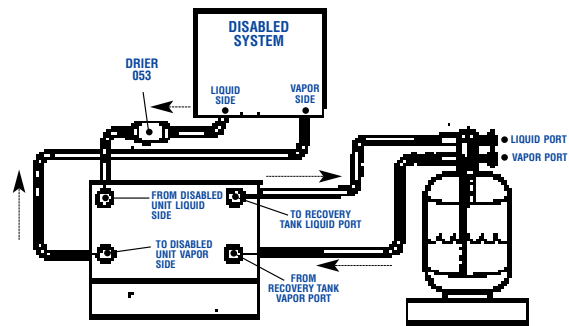 DISABLED
SYSTEM
DRIER
053
LIQUID
SIDE
VAPOR
SIDE
LIQUID PORT
VAPOR PORT
FROM DISABLED
UNIT LIQUID
SIDE
TO RECOVERY
TANK LIQUID PORT
TO DISABLED
UNIT VAPOR
SIDE
FROM
RECOVERY TANK
VAPOR PORT